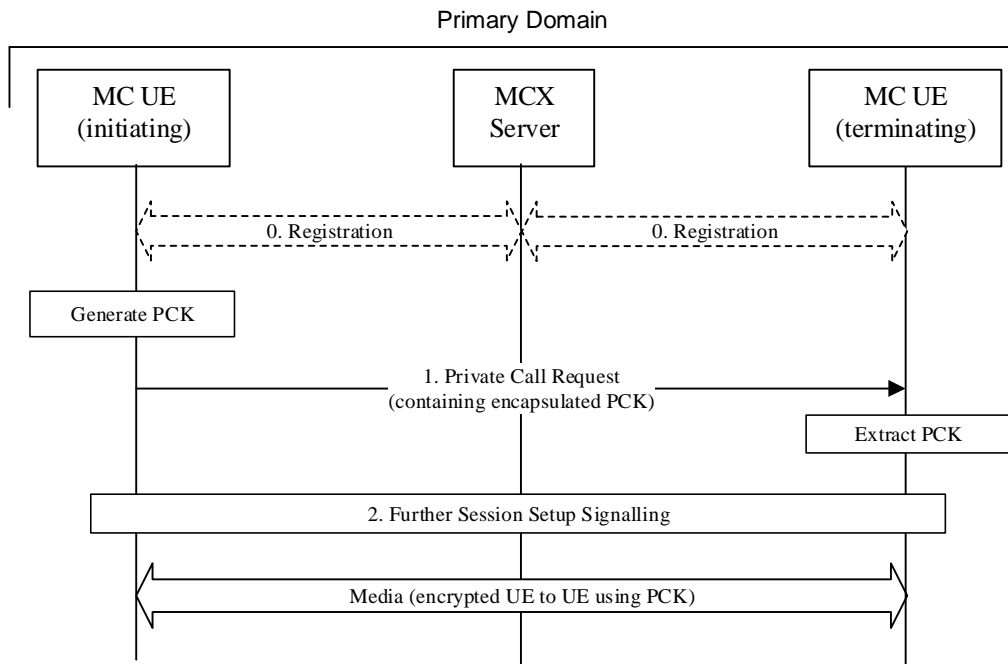 Primary Domain
MC UE
(initiating)
MCX
Server
MC UE
(terminating)
0. Registration
0. Registration
Generate PCK
1. Private Call Request
(containing encapsulated PCK)
Extract PCK
2. Further Session Setup Signalling
Media (encrypted UE to UE using PCK)